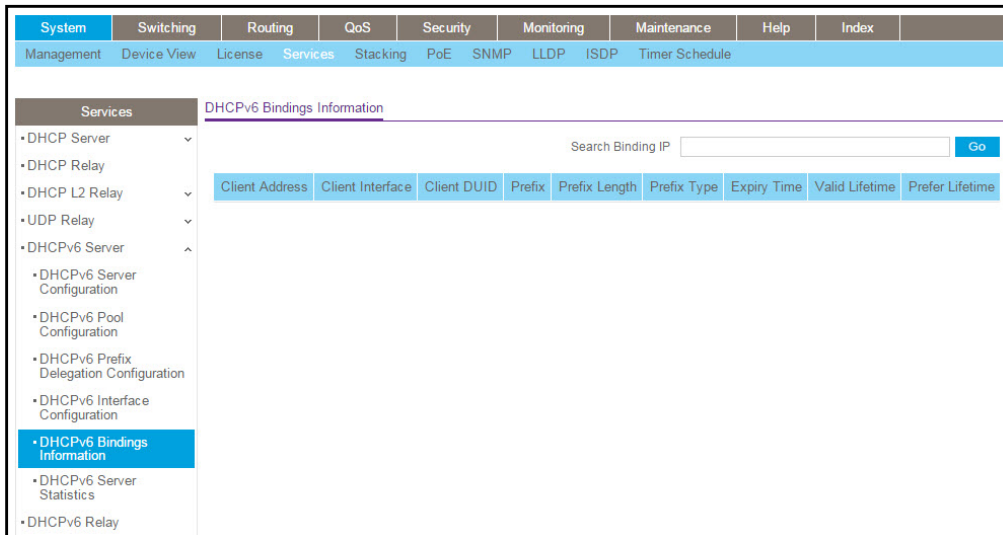 System Switching Routing QoS Security Monitoring Maintenance Help Index
Management Device View License Services Stacking PoE SNMP LLDP ISDP Timer Schedule
Services
DHCP Server
DHCP Relay
DHCP L2 Relay
UDP Relay
DHCPv6 Server
DHCPv6 Server
Configuration
DHCPv6 Pool
Configuration
DHCPv6 Prefix
Delegation Configuration
DHCPv6 Interface
Configuration
DHCPv6 Bindings
Information
DHCPv6 Server
Statistics
DHCPv6 Relay
DHCPv6 Bindings Information
Search Binding IP Go
Client Address Client Interface Client DUID Prefix Prefix Length Prefix Type Expiry Time Valid Lifetime Prefer Lifetime